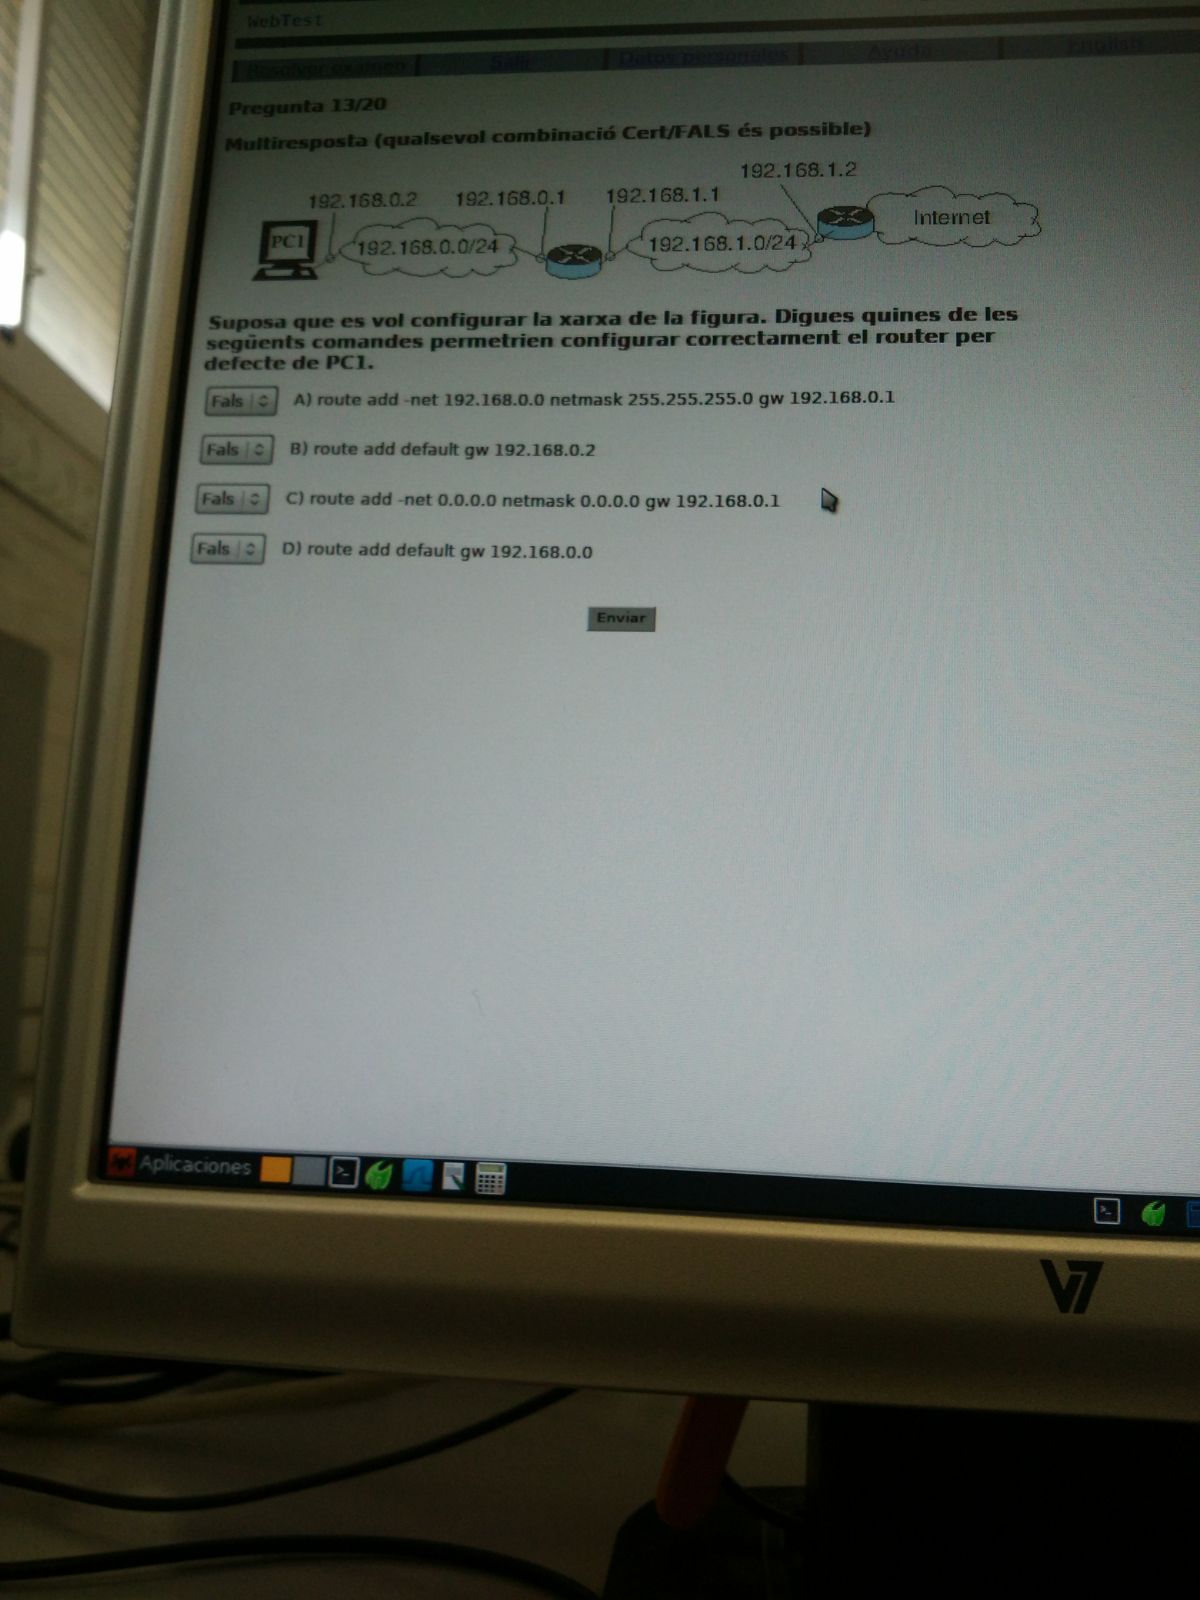 WebTest
Resolver examen
Salir
Datos personales
Ayuda
English
Pregunta 13/20
Multiresposta (qualsevol combinació Cert/FALS és possible)
192.168.1.2
192.168.0.2
192.168.0.1
192.168.1.1
PC1
192.168.0.0/24
192.168.1.0/24
Internet
Suposa que es vol configurar la xarxa de la figura. Digues quines de les
següents comandes permetrien configurar correctament el router per
defecte de PC1.
Fals A) route add -net 192.168.0.0 netmask 255.255.255.0 gw 192.168.0.1
Fals B) route add default gw 192.168.0.2
Fals C) route add -net 0.0.0.0 netmask 0.0.0.0 gw 192.168.0.1
Fals D) route add default gw 192.168.0.0
Enviar
Aplicaciones
V7